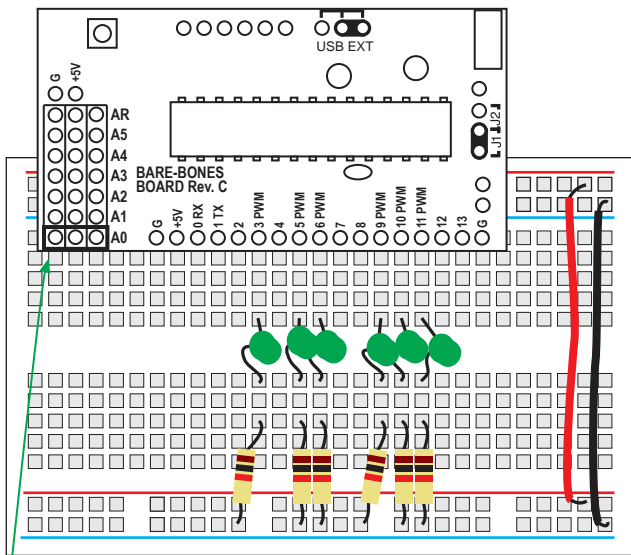 USB EXT
G
+5V
AR
A5
A4
A3
A2
A1
A0
J2
J1
BARE-BONES
BOARD Rev. C
G
+5V
0 RX
1 TX
2
3 PWM
4
5 PWM
6 PWM
7
8
9 PWM
10 PWM
11 PWM
12
13
G